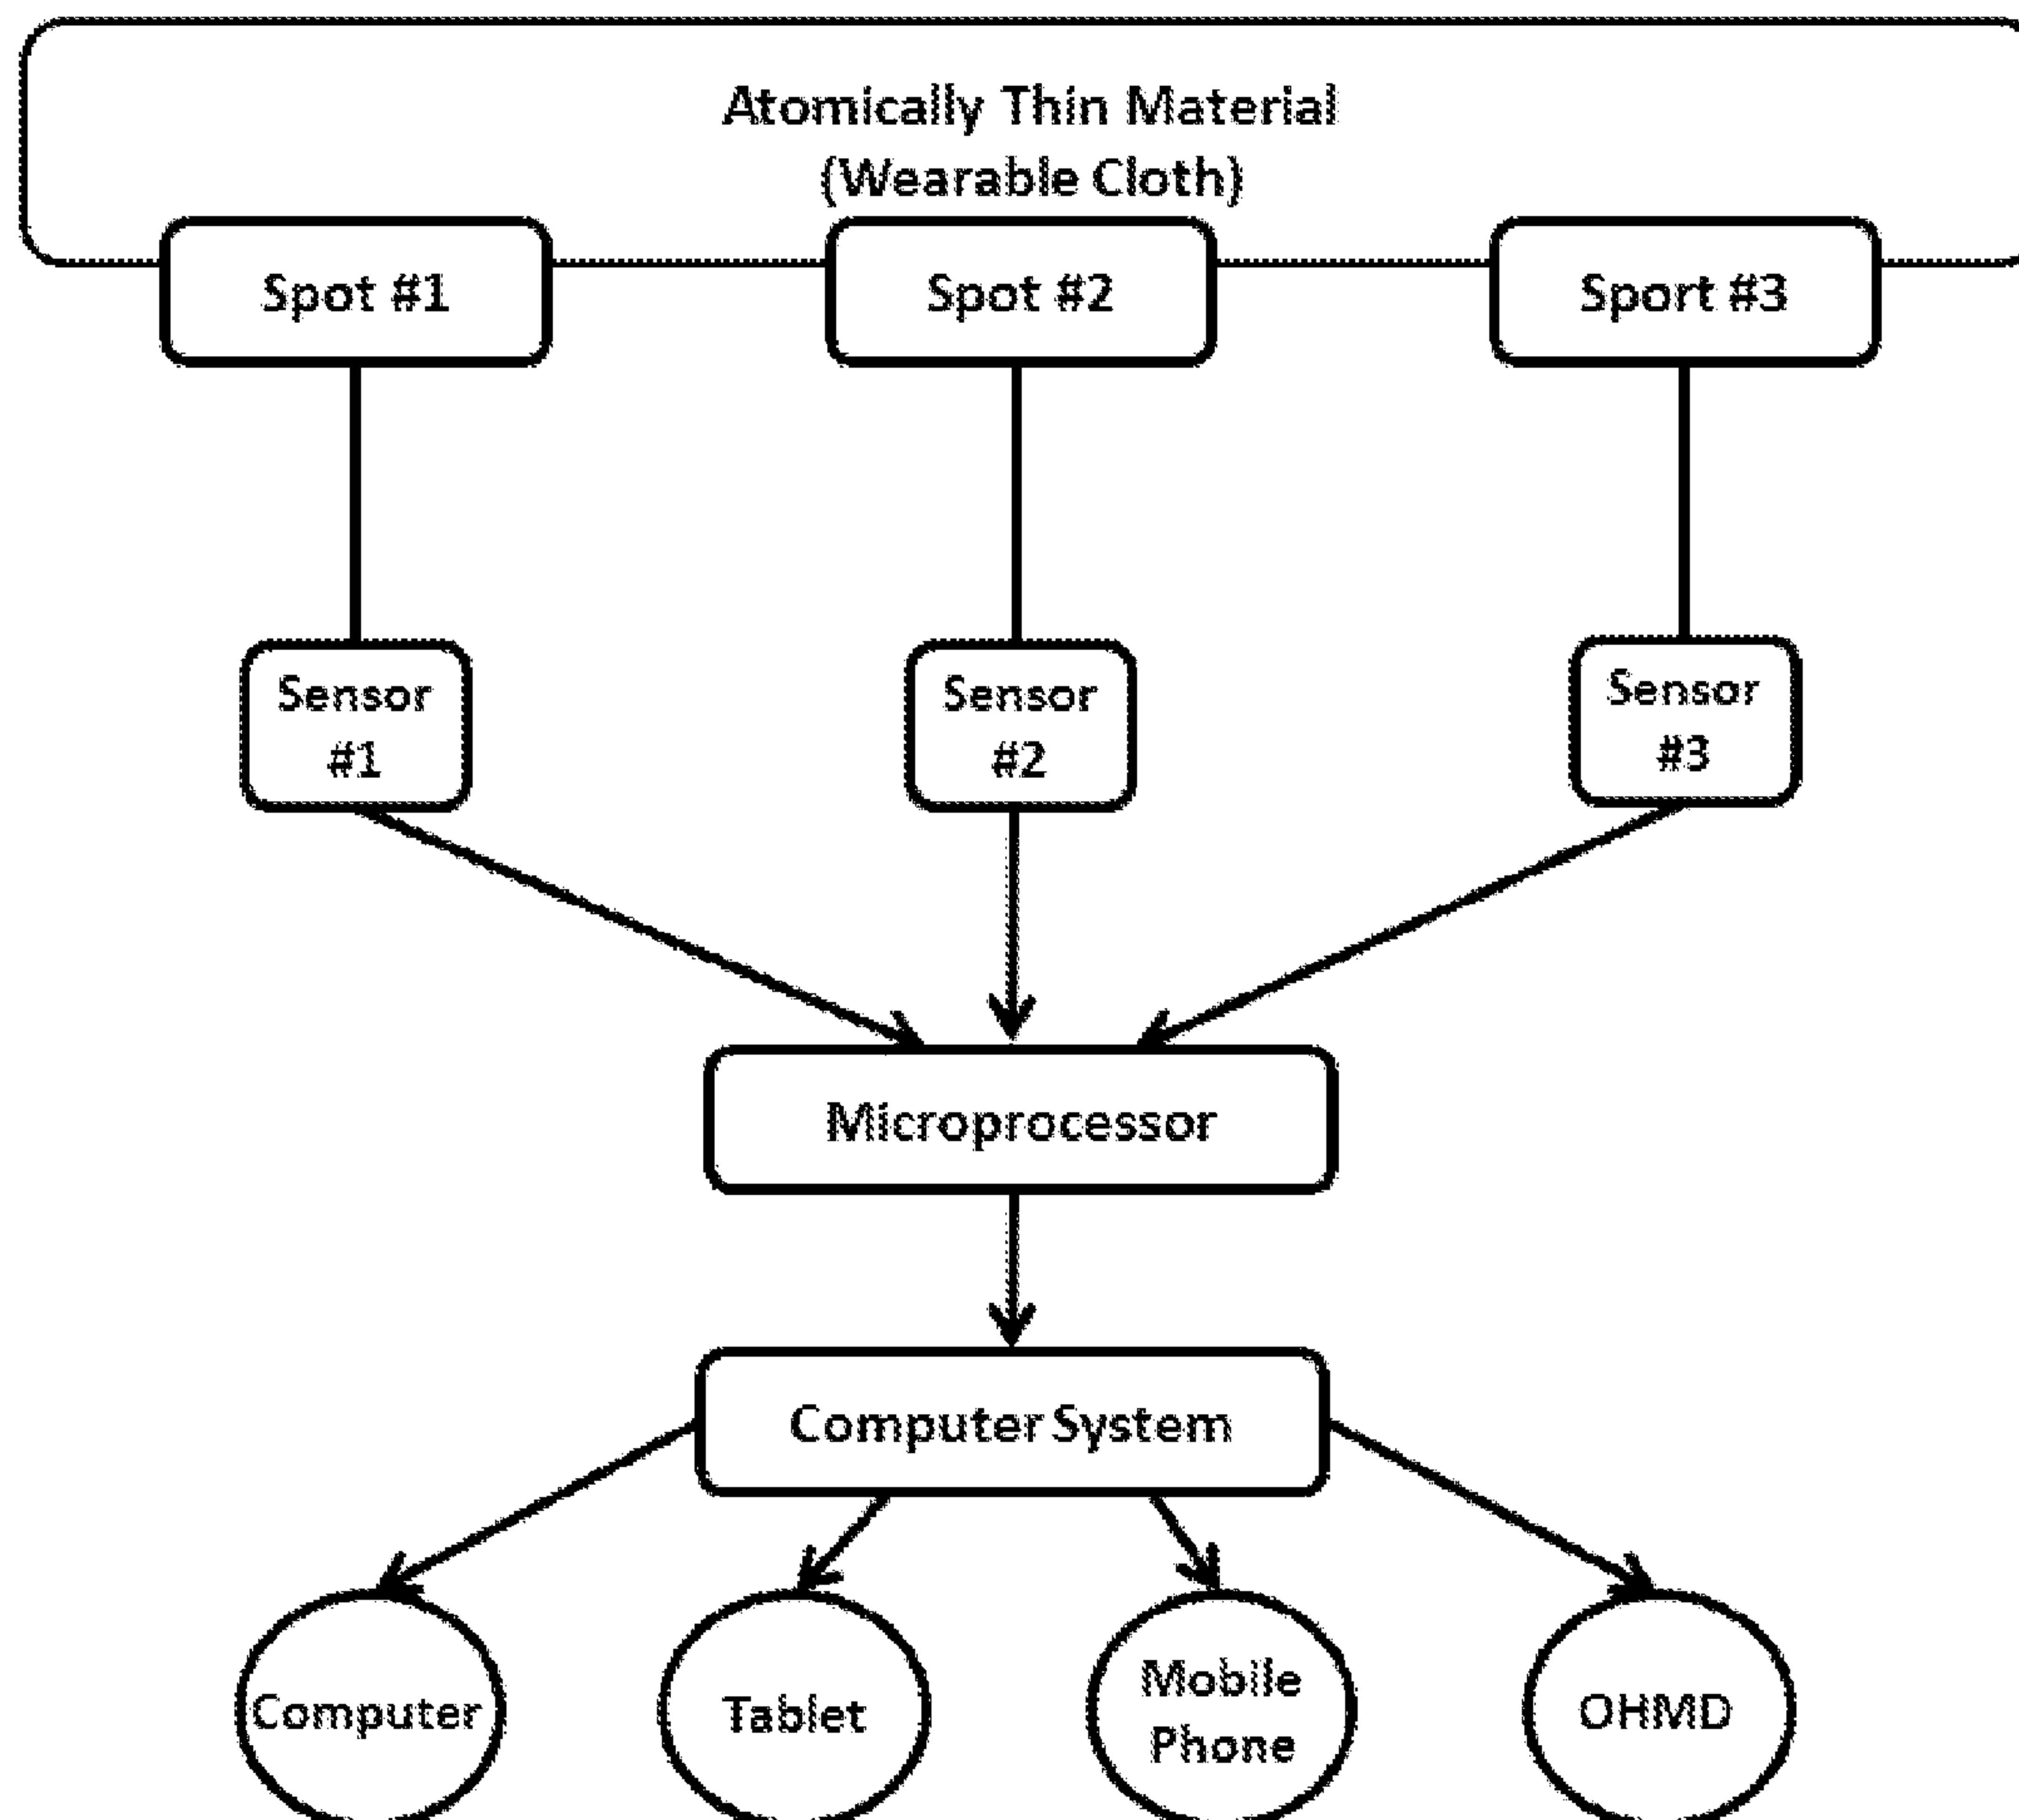 Atomically Thin Material
(Wearable Cloth)
Spot #1
Spot #2
Sport #3
Sensor
#1
Sensor
#2
Sensor
#3
Microprocessor
Computer System
Computer
Tablet
Mobile
Phone
OHMD